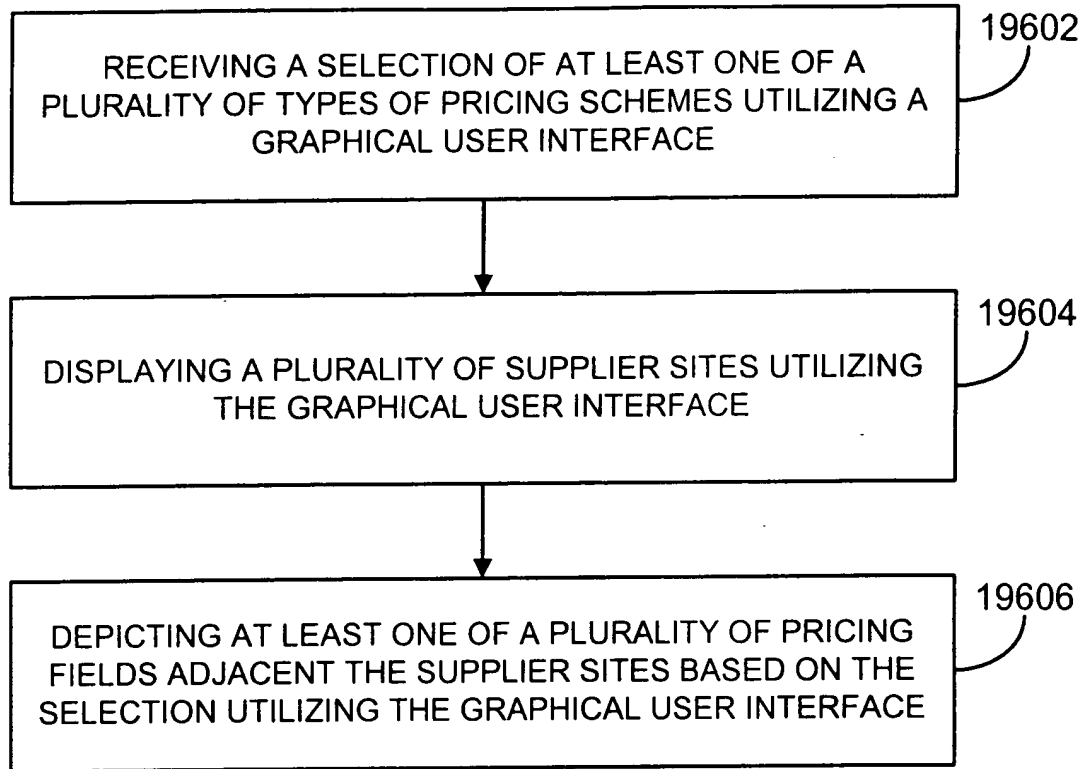 19602
RECEIVING A SELECTION OF AT LEAST ONE OF A
PLURALITY OF TYPES OF PRICING SCHEMES UTILIZING A
GRAPHICAL USER INTERFACE
19604
DISPLAYING A PLURALITY OF SUPPLIER SITES UTILIZING
THE GRAPHICAL USER INTERFACE
19606
DEPICTING AT LEAST ONE OF A PLURALITY OF PRICING
FIELDS ADJACENT THE SUPPLIER SITES BASED ON THE
SELECTION UTILIZING THE GRAPHICAL USER INTERFACE